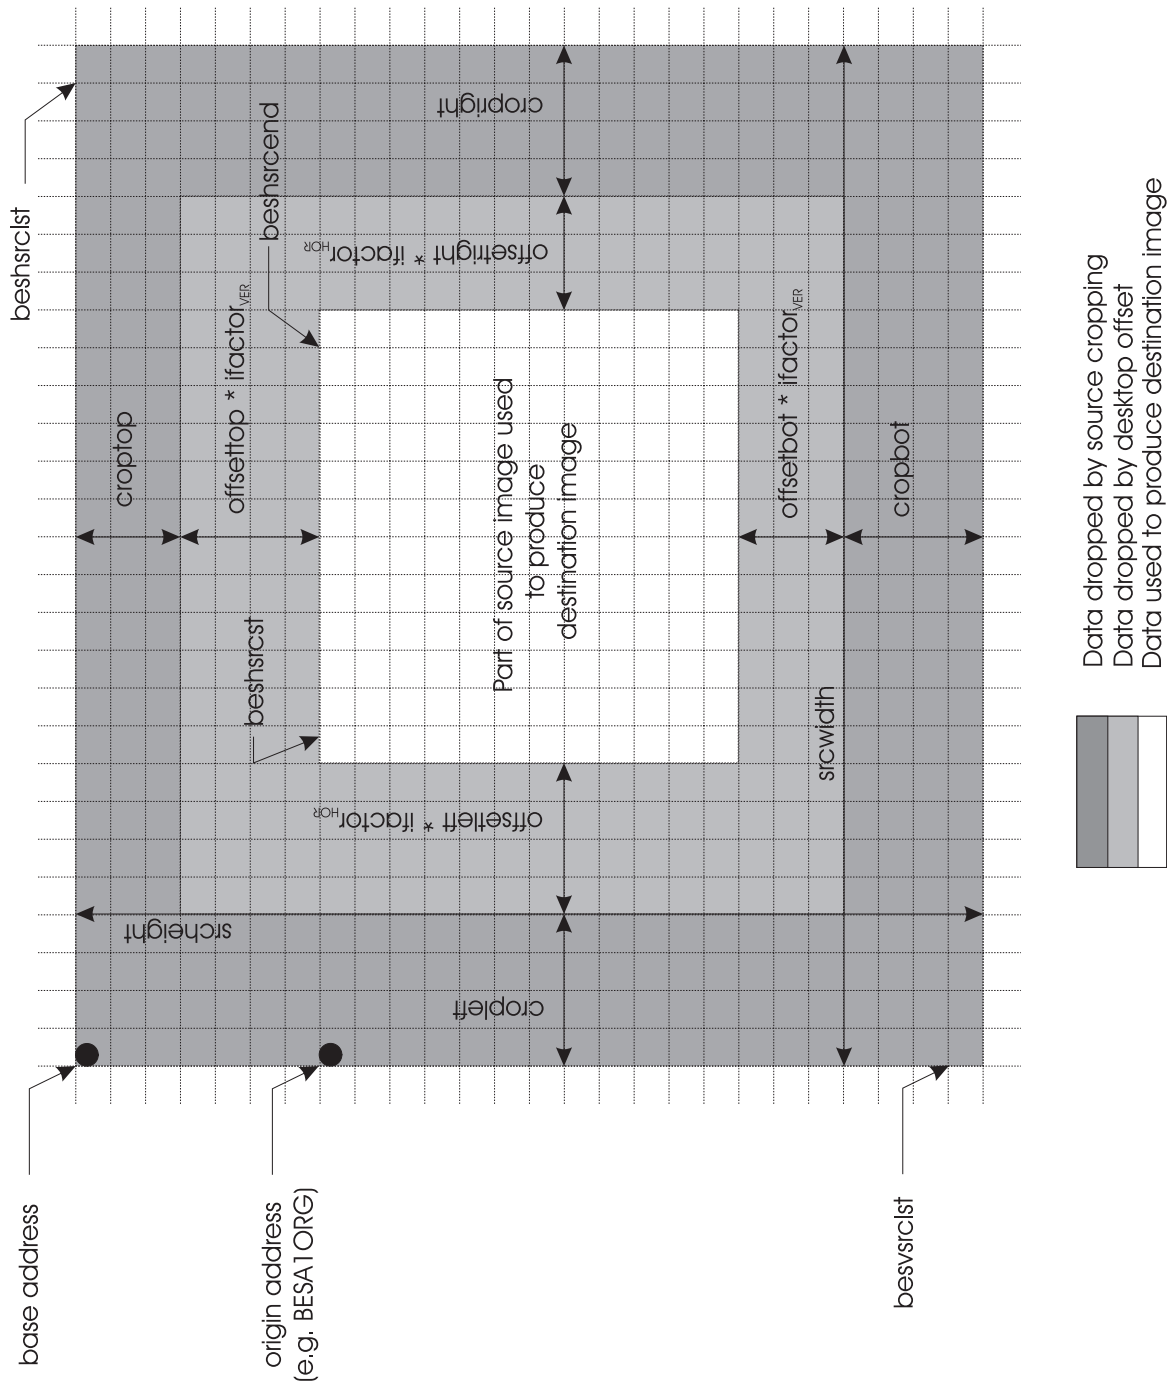 base address
origin address
(e.g. BESA1ORG)
besvsrclst
beshsrclst
croptop
offsettop * ifactorVER
beshsrcst
beshsrcend
cropleft
srcheight
offsetleft * ifactorHOR
Part of source image used
to produce
destination image
offsetright * ifactorHOR
cropright
offsetbot * ifactorVER
srcwidth
cropbot
Data dropped by source cropping
Data dropped by desktop offset
Data used to produce destination image